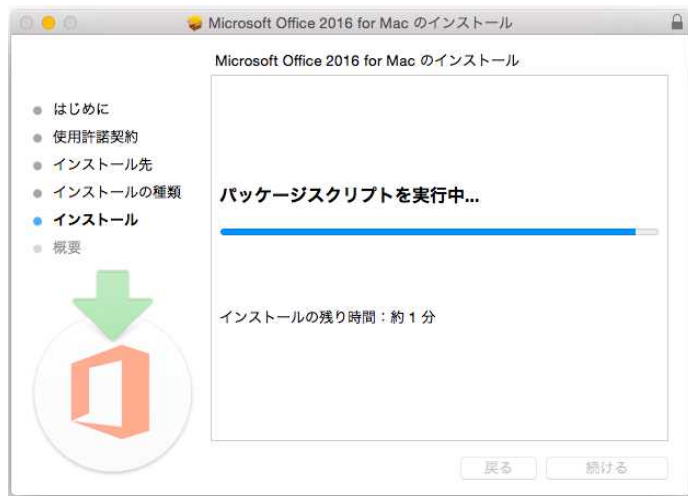 Microsoft Office 2016 for Mac のインストール
Microsoft Office 2016 for Mac のインストール
はじめに
使用許諾契約
インストール先
インストールの種類
インストール
概要
パッケージスクリプトを実行中...
インストールの残り時間：約 1 分
戻る
続ける